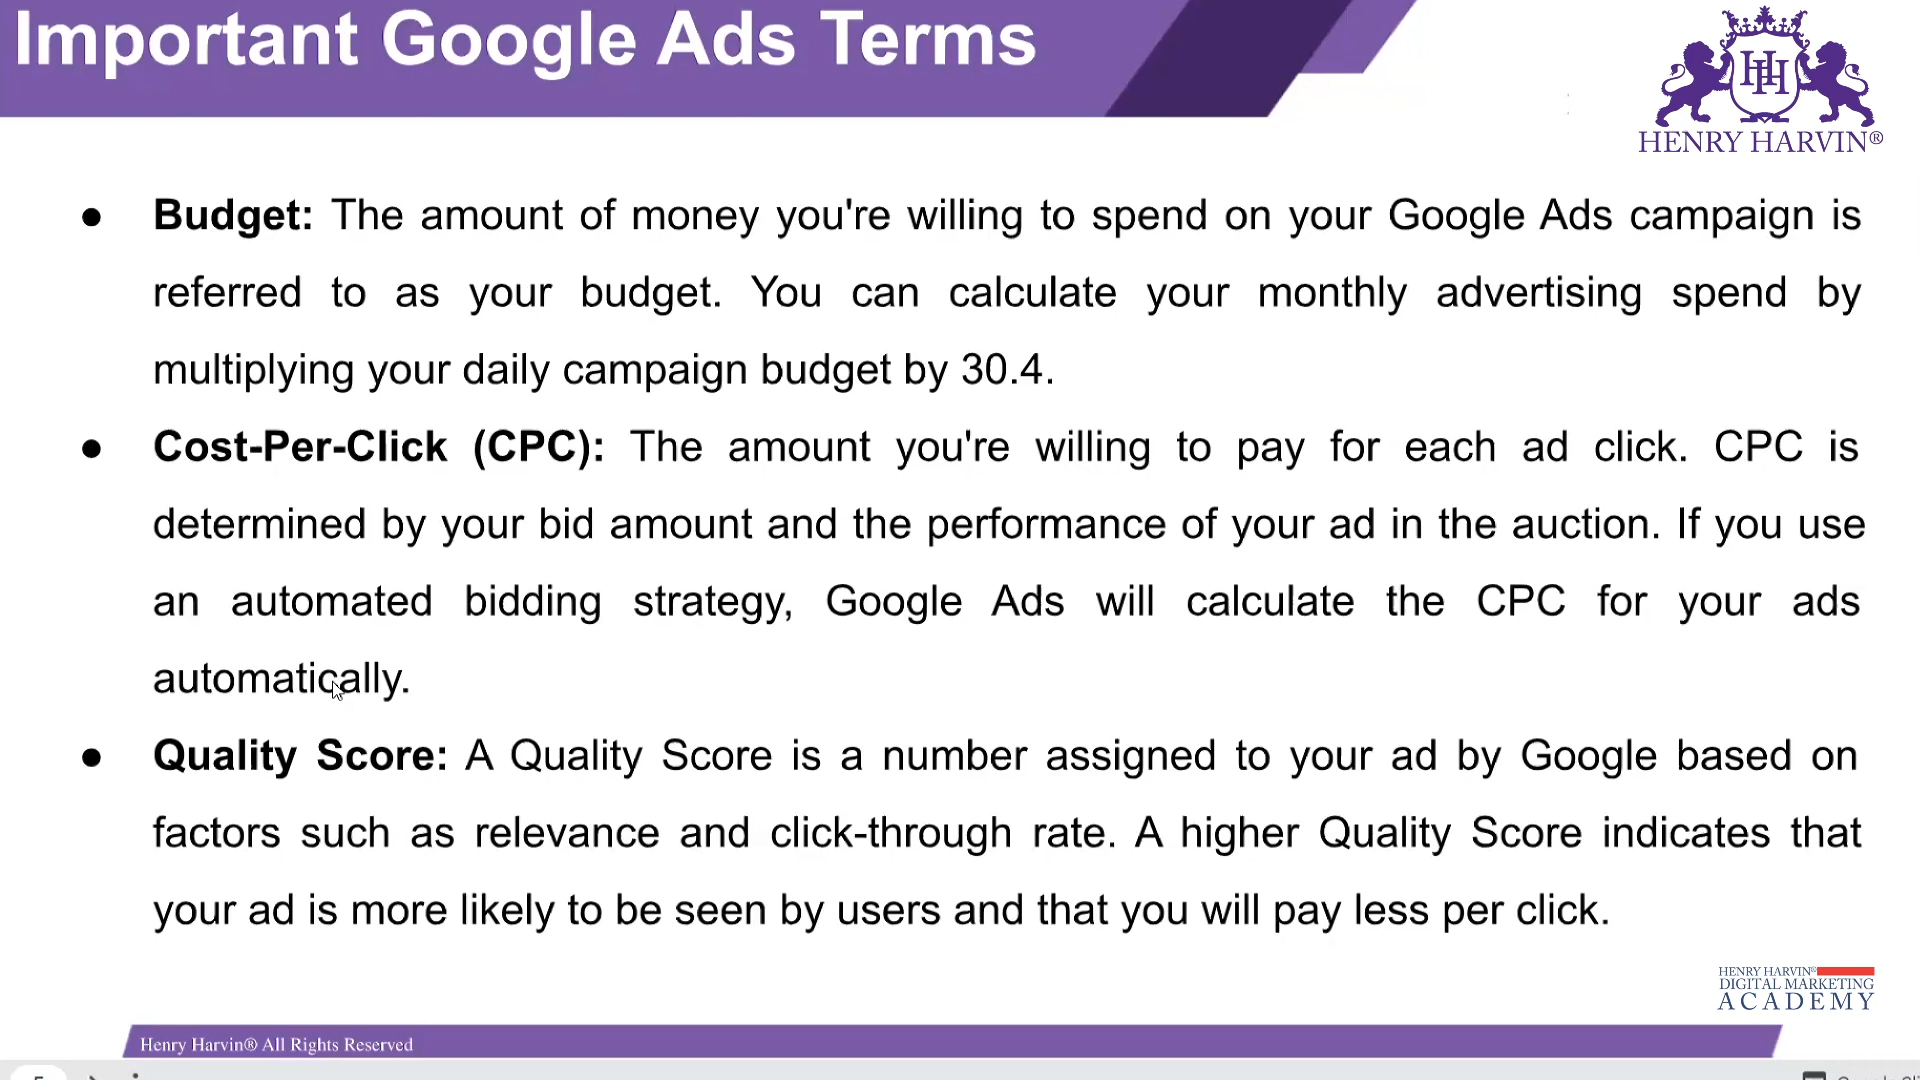 Important Google Ads Terms
HH
HENRY HARVIN®
● Budget: The amount of money you're willing to spend on your Google Ads campaign is
referred to as your budget. You can calculate your monthly advertising spend by
multiplying your daily campaign budget by 30.4.
● Cost-Per-Click (CPC): The amount you're willing to pay for each ad click. CPC is
determined by your bid amount and the performance of your ad in the auction. If you use
an automated bidding strategy, Google Ads will calculate the CPC for your ads
automatically.
● Quality Score: A Quality Score is a number assigned to your ad by Google based on
factors such as relevance and click-through rate. A higher Quality Score indicates that
your ad is more likely to be seen by users and that you will pay less per click.
HENRY HARVIN®
DIGITAL MARKETING
ACADEMY
Henry Harvin® All Rights Reserved